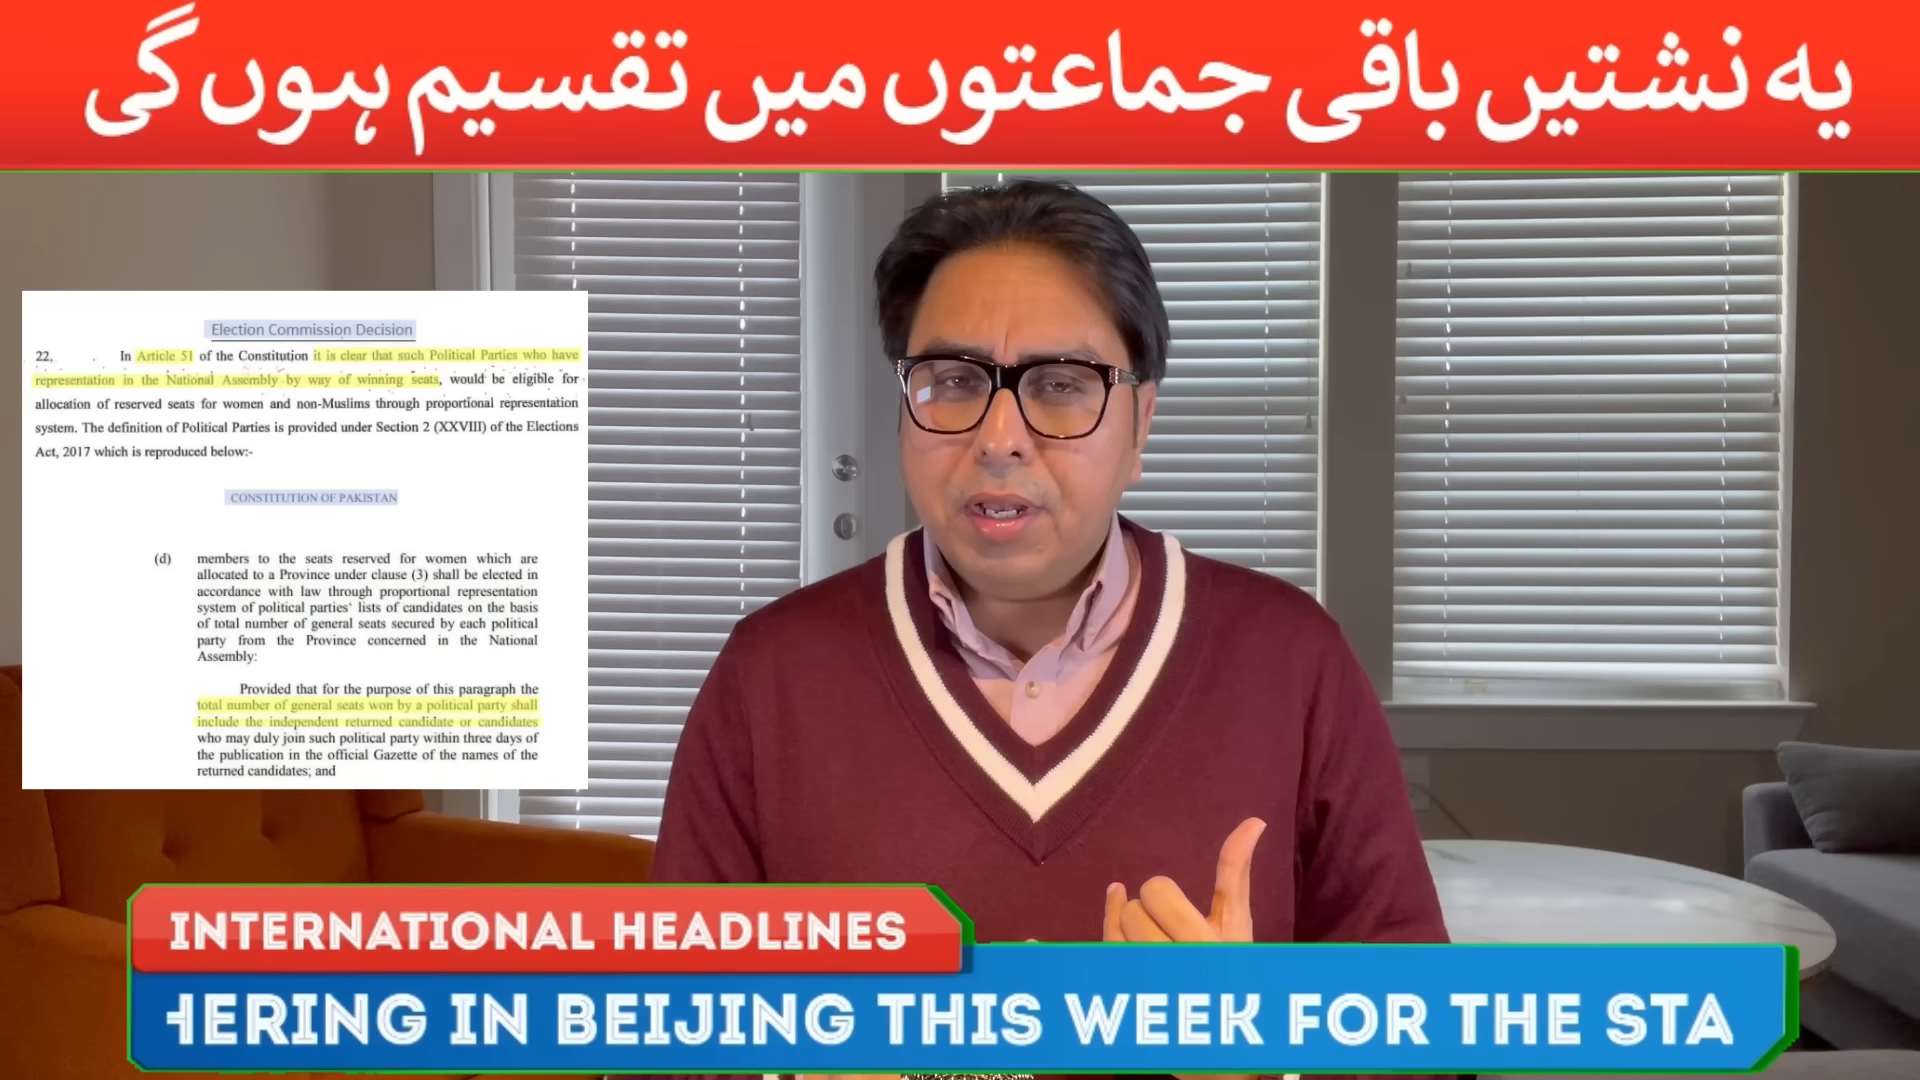 یہ نشتیں باقی جماعتوں میں تقسیم ہوں گی
Election Commission Decision
22. In Article 51 of the Constitution it is clear that such Political Parties who have
representation in the National Assembly by way of winning seats, would be eligible for
allocation of reserved seats for women and non-Muslims through proportional representation
system. The definition of Political Parties is provided under Section 2 (XXVIII) of the Elections
Act, 2017 which is reproduced below:-
CONSTITUTION OF PAKISTAN
(d) members to the seats reserved for women which are
allocated to a Province under clause (3) shall be elected in
accordance with law through proportional representation
system of political parties' lists of candidates on the basis
of total number of general seats secured by each political
party from the Province concerned in the National
Assembly:
Provided that for the purpose of this paragraph the
total number of general seats won by a political party shall
include the independent returned candidate or candidates
who may duly join such political party within three days of
the publication in the official Gazette of the names of the
returned candidates; and
INTERNATIONAL HEADLINES
HERING IN BEIJING THIS WEEK FOR THE STA